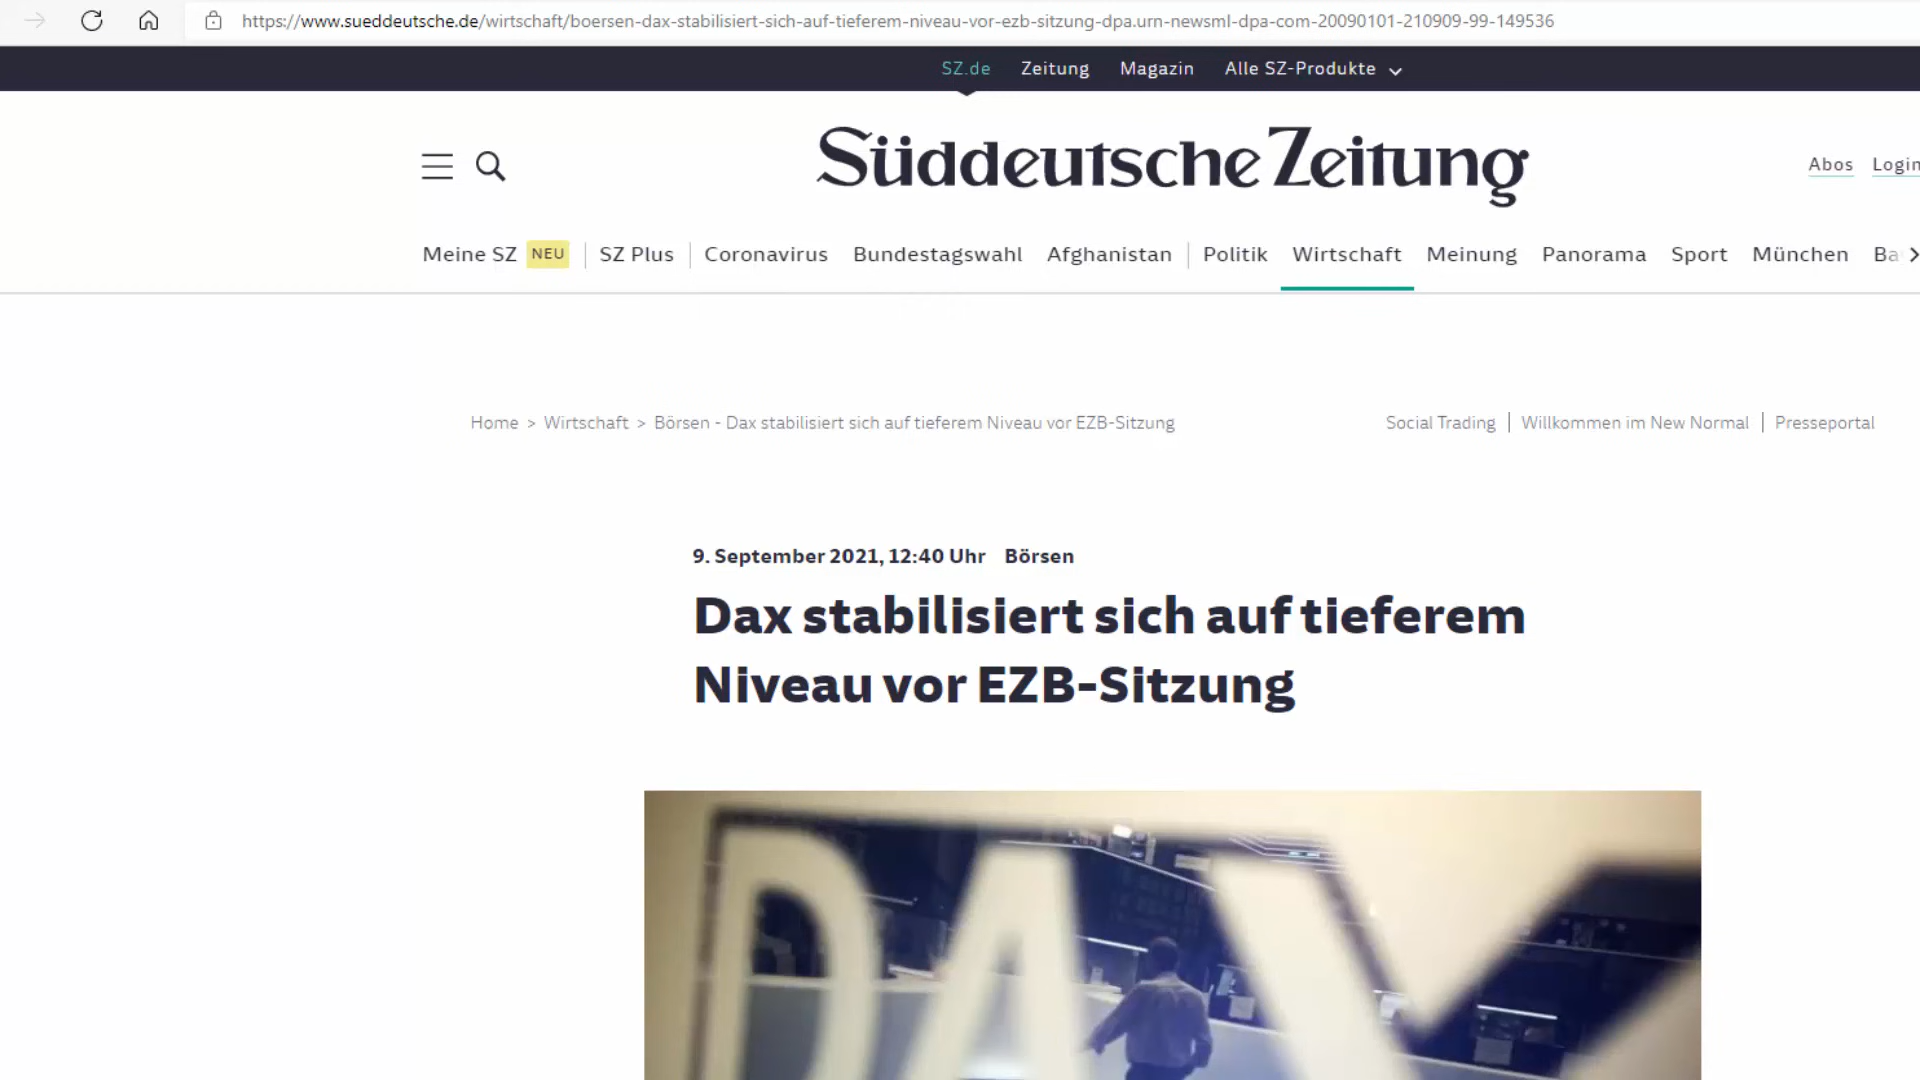 https://www.sueddeutsche.de/wirtschaft/boersen-dax-stabilisiert-sich-auf-tieferem-niveau-vor-ezb-sitzung-dpa.urn-newsml-dpa-com-20090101-210909-99-149536
SZ.de Zeitung Magazin Alle SZ-Produkte
Süddeutsche Zeitung
Abos Login
Meine SZ NEU SZ Plus Coronavirus Bundestagswahl Afghanistan Politik Wirtschaft Meinung Panorama Sport München
Home > Wirtschaft > Börsen - Dax stabilisiert sich auf tieferem Niveau vor EZB-Sitzung
Social Trading | Willkommen im New Normal | Presseportal
9. September 2021, 12:40 Uhr Börsen
Dax stabilisiert sich auf tieferem
Niveau vor EZB-Sitzung
DAX